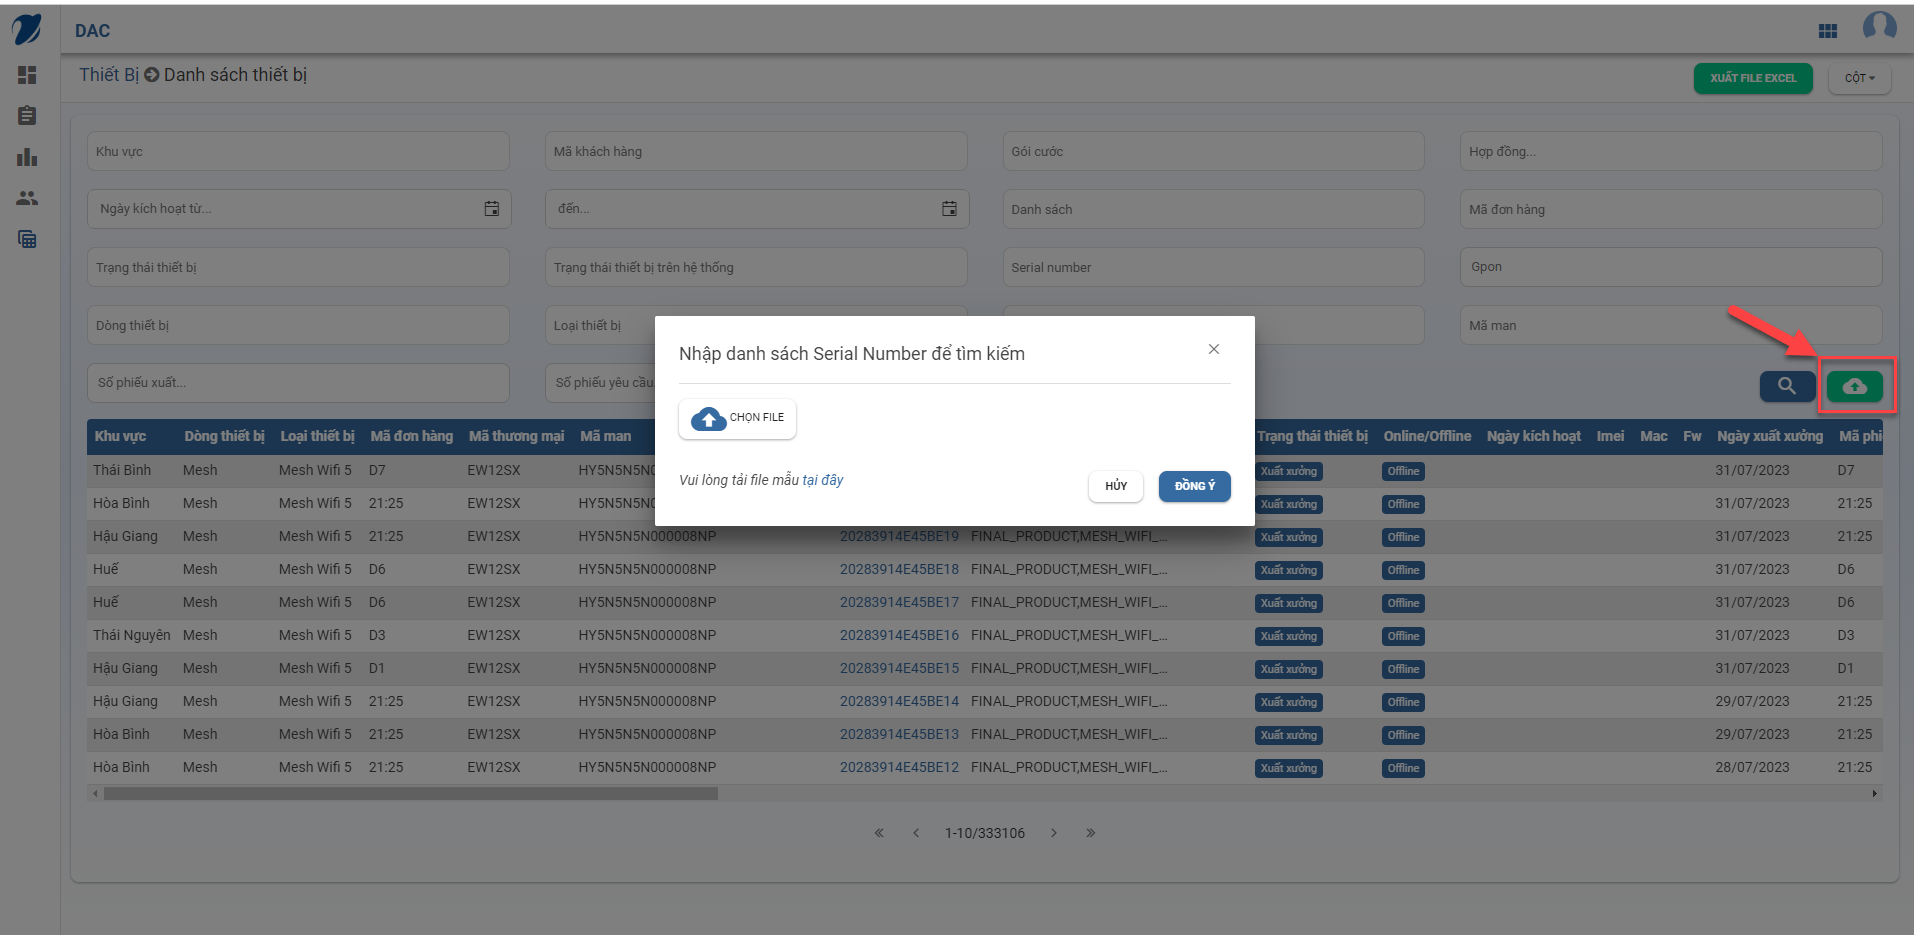 DAC
Thiết Bị Danh sách thiết bị
XUẤT FILE EXCEL CỘT
Khu vực Mã khách hàng Gói cước Hợp đồng...
Ngày kích hoạt từ... đến... Danh sách Mã đơn hàng
Trạng thái thiết bị Trạng thái thiết bị trên hệ thống Serial number Gpon
Dòng thiết bị Loại thiết bị Mã man
Số phiếu xuất... Số phiếu yêu cầu
Nhập danh sách Serial Number để tìm kiếm
CHỌN FILE
Vui lòng tải file mẫu tại đây
HỦY ĐỒNG Ý
Khu vực Dòng thiết bị Loại thiết bị Mã đơn hàng Mã thương mại Mã man Trạng thái thiết bị Online/Offline Ngày kích hoạt Imei Mac Fw Ngày xuất xưởng Mã phi
Thái Bình Mesh Mesh Wifi 5 D7 EW12SX HY5N5N5N0 Xuất xưởng Offline 31/07/2023 D7
Hòa Bình Mesh Mesh Wifi 5 21:25 EW12SX HY5N5N5N0 Xuất xưởng Offline 31/07/2023 21:25
Hậu Giang Mesh Mesh Wifi 5 21:25 EW12SX HY5N5N5N000008NP 20283914E45BE19 FINAL_PRODUCT,MESH_WIFI_... Xuất xưởng Offline 31/07/2023 21:25
Huế Mesh Mesh Wifi 5 D6 EW12SX HY5N5N5N000008NP 20283914E45BE18 FINAL_PRODUCT,MESH_WIFI_... Xuất xưởng Offline 31/07/2023 D6
Huế Mesh Mesh Wifi 5 D6 EW12SX HY5N5N5N000008NP 20283914E45BE17 FINAL_PRODUCT,MESH_WIFI_... Xuất xưởng Offline 31/07/2023 D6
Thái Nguyên Mesh Mesh Wifi 5 D3 EW12SX HY5N5N5N000008NP 20283914E45BE16 FINAL_PRODUCT,MESH_WIFI_... Xuất xưởng Offline 31/07/2023 D3
Hậu Giang Mesh Mesh Wifi 5 D1 EW12SX HY5N5N5N000008NP 20283914E45BE15 FINAL_PRODUCT,MESH_WIFI_... Xuất xưởng Offline 31/07/2023 D1
Hậu Giang Mesh Mesh Wifi 5 21:25 EW12SX HY5N5N5N000008NP 20283914E45BE14 FINAL_PRODUCT,MESH_WIFI_... Xuất xưởng Offline 29/07/2023 21:25
Hòa Bình Mesh Mesh Wifi 5 21:25 EW12SX HY5N5N5N000008NP 20283914E45BE13 FINAL_PRODUCT,MESH_WIFI_... Xuất xưởng Offline 29/07/2023 21:25
Hòa Bình Mesh Mesh Wifi 5 21:25 EW12SX HY5N5N5N000008NP 20283914E45BE12 FINAL_PRODUCT,MESH_WIFI_... Xuất xưởng Offline 28/07/2023 21:25
« ‹ 1-10/333106 › »